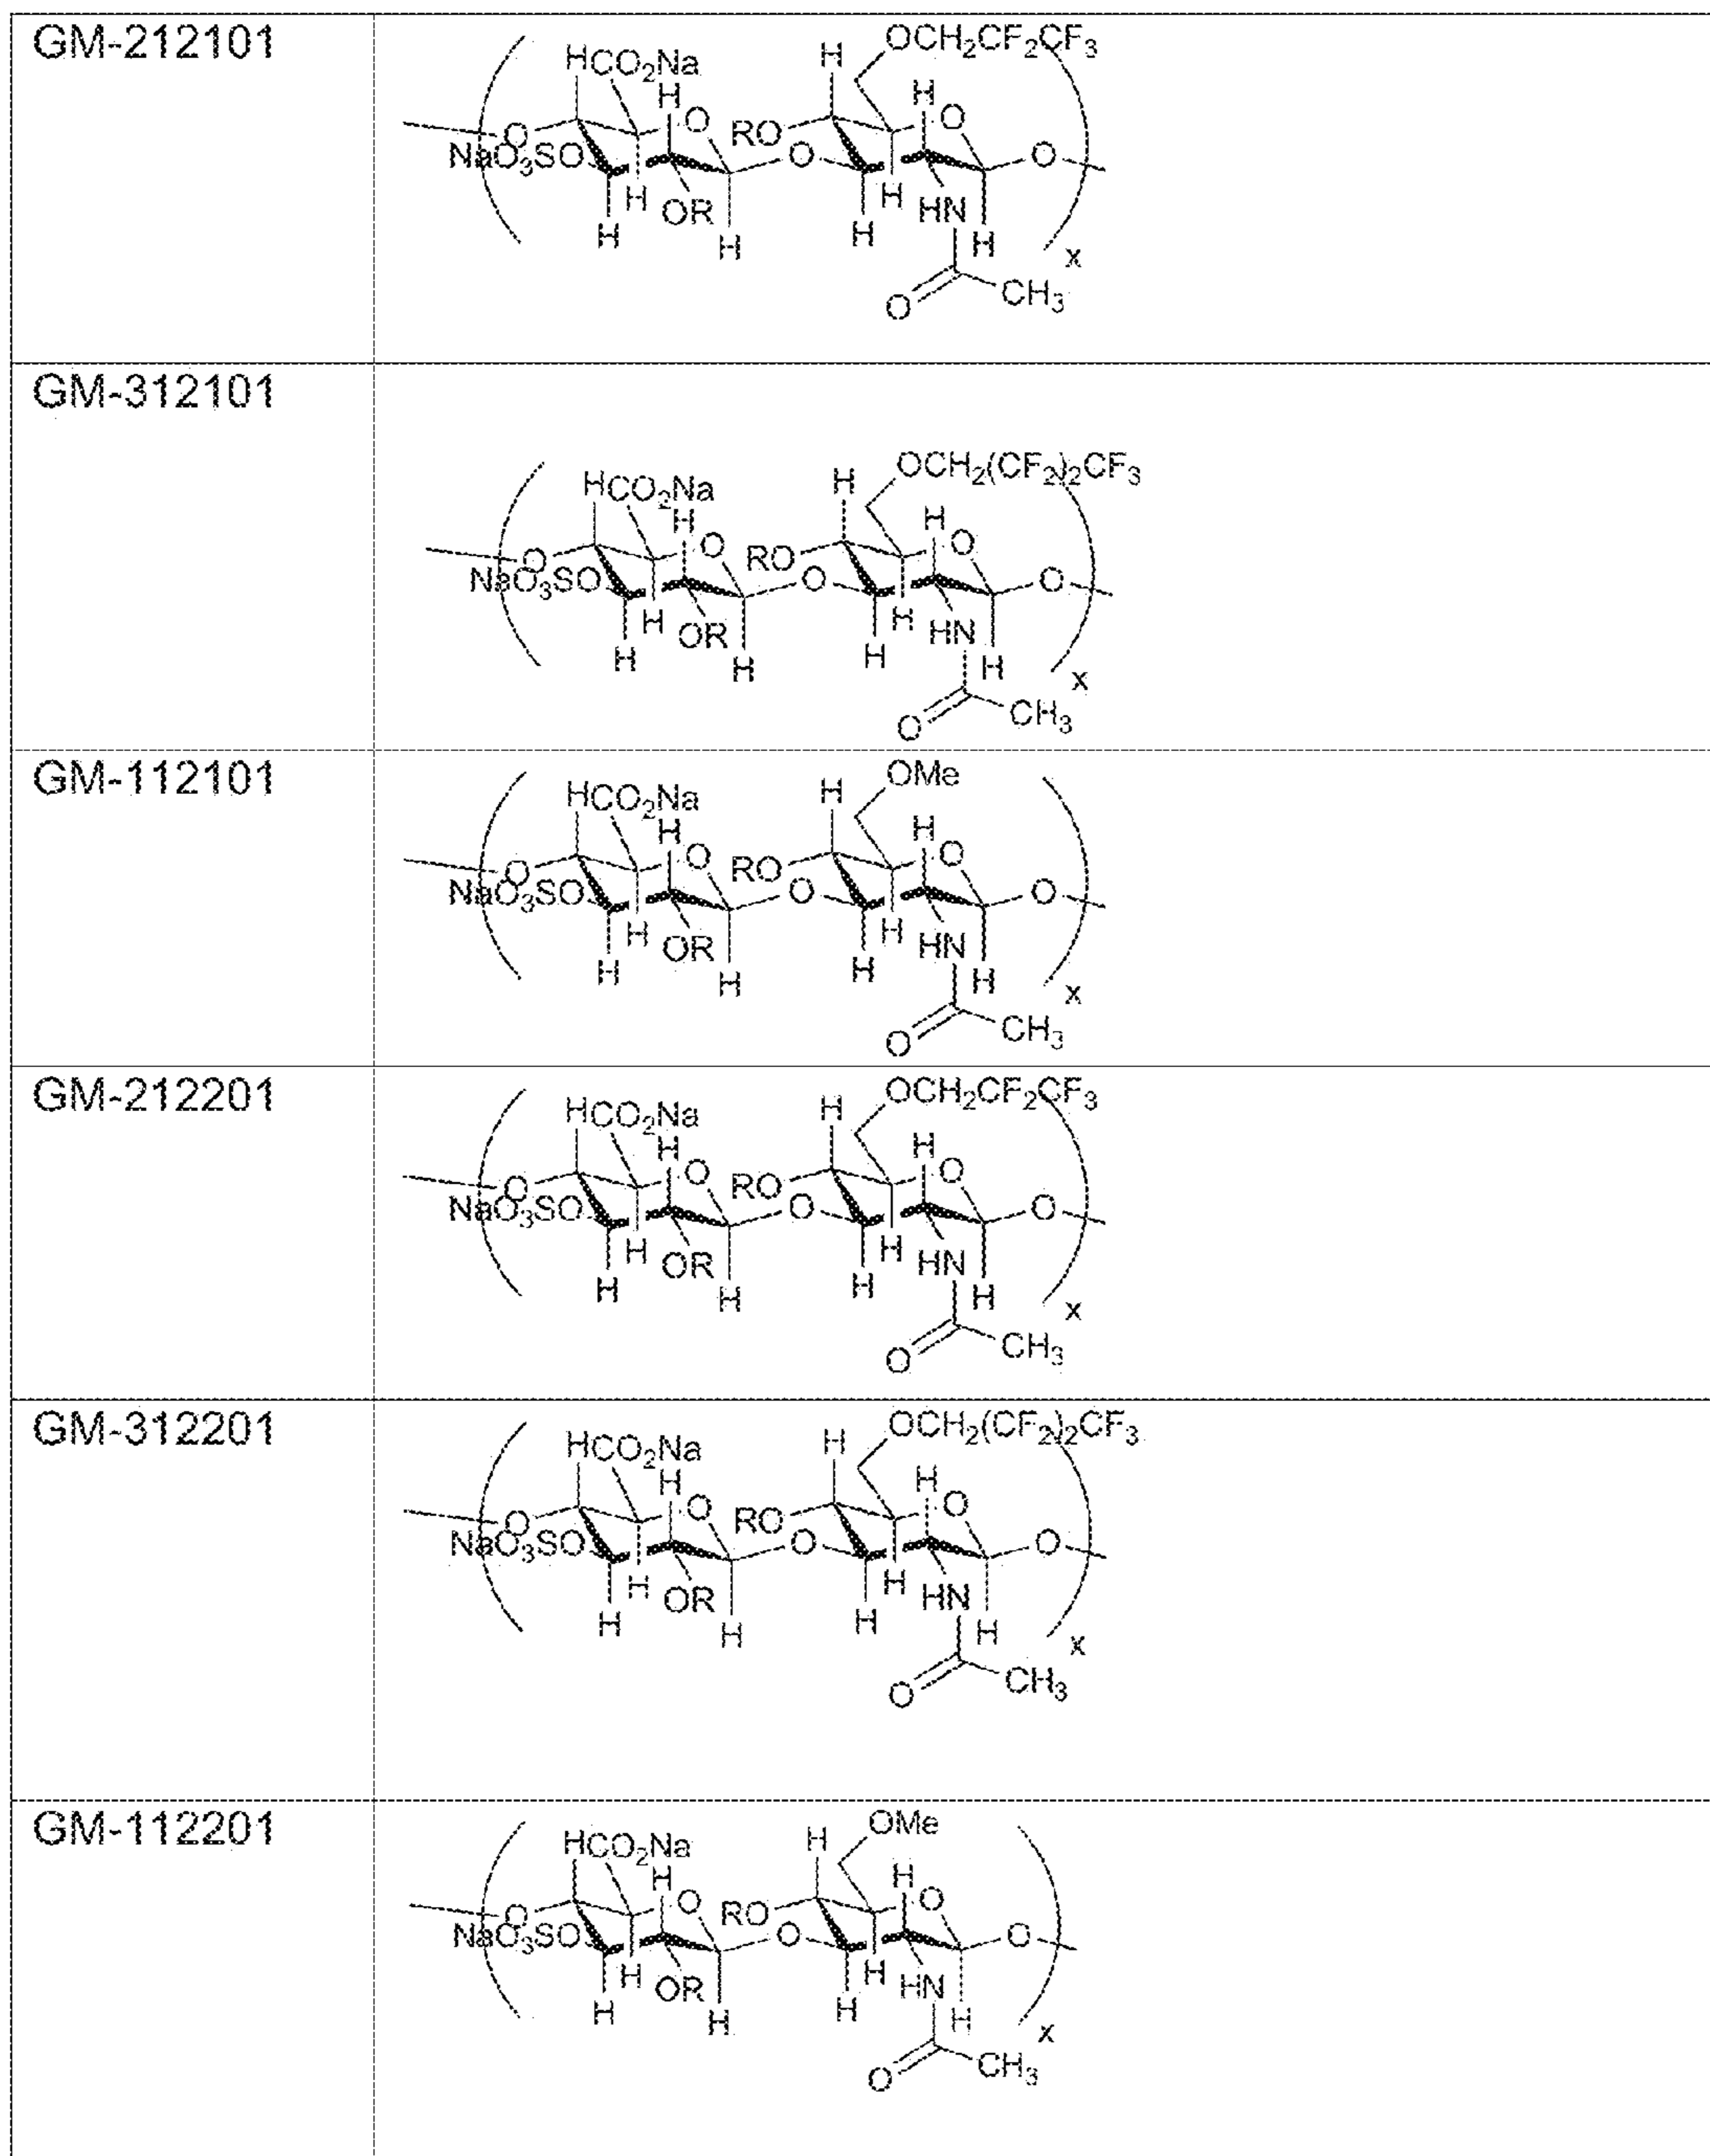 GM-212101
OCH₂CF₂CF₃
HCO₂Na H
H H
O RO O
O O O
NaO₃SO
H OR H HN
H H H H
x
O CH₃
GM-312101
OCH₂(CF₂)₂CF₃
HCO₂Na H
H H
O RO O
O O O
NaO₃SO
H OR H HN
H H H H
x
O CH₃
GM-112101
OMe
HCO₂Na H
H H
O RO O
O O O
NaO₃SO
H OR H HN
H H H H
x
O CH₃
GM-212201
OCH₂CF₂CF₃
HCO₂Na H
H H
O RO O
O O O
NaO₃SO
H OR H HN
H H H H
x
O CH₃
GM-312201
OCH₂(CF₂)₂CF₃
HCO₂Na H
H H
O RO O
O O O
NaO₃SO
H OR H HN
H H H H
x
O CH₃
GM-112201
OMe
HCO₂Na H
H H
O RO O
O O O
NaO₃SO
H OR H HN
H H H H
x
O CH₃